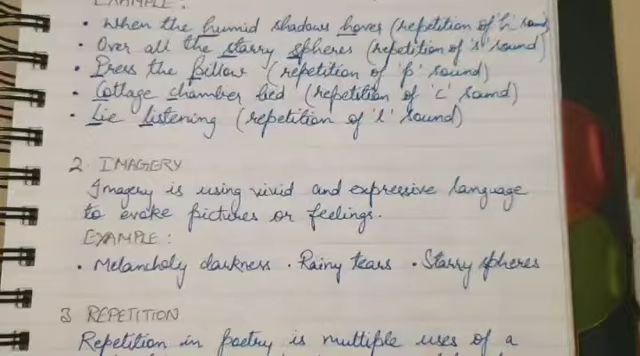 EXAMPLE:
• When the humid shadows hover (repetition of 'h' sound)
• Over all the starry spheres (repetition of 's' sound)
• Press the pillow (repetition of 'p' sound)
• Cottage chamber bed (repetition of 'c' sound)
• Lie listening (repetition of 'l' sound)
2 IMAGERY
Imagery is using vivid and expressive language
to evoke pictures or feelings.
EXAMPLE:
• Melancholy darkness • Rainy tears • Starry spheres
3 REPETITION
Repetition in poetry is multiple uses of a